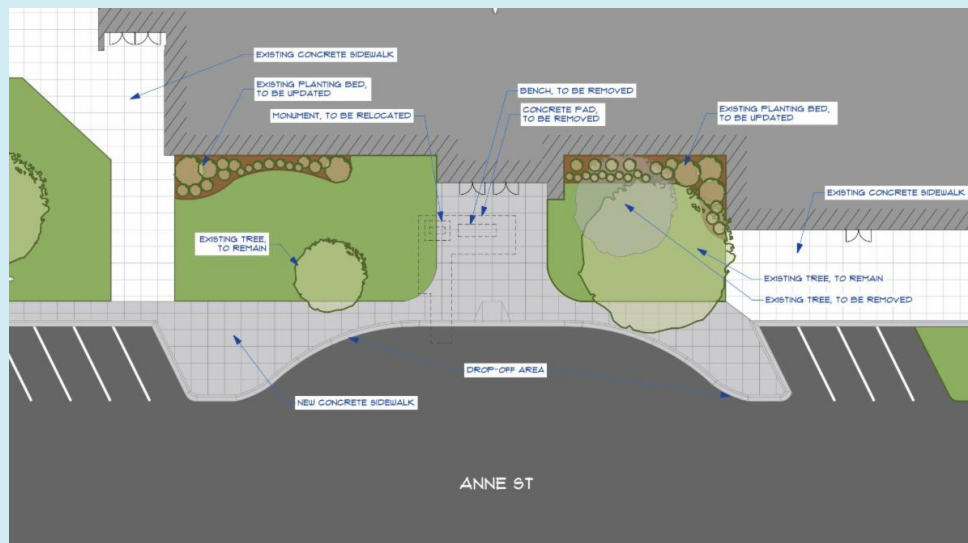 EXISTING CONCRETE SIDEWALK
EXISTING PLANTING BED,
TO BE UPDATED
MONUMENT, TO BE RELOCATED
BENCH, TO BE REMOVED
CONCRETE PAD,
TO BE REMOVED
EXISTING PLANTING BED,
TO BE UPDATED
EXISTING CONCRETE SIDEWALK
EXISTING TREE,
TO REMAIN
EXISTING TREE, TO REMAIN
EXISTING TREE, TO BE REMOVED
DROP-OFF AREA
NEW CONCRETE SIDEWALK
ANNE ST